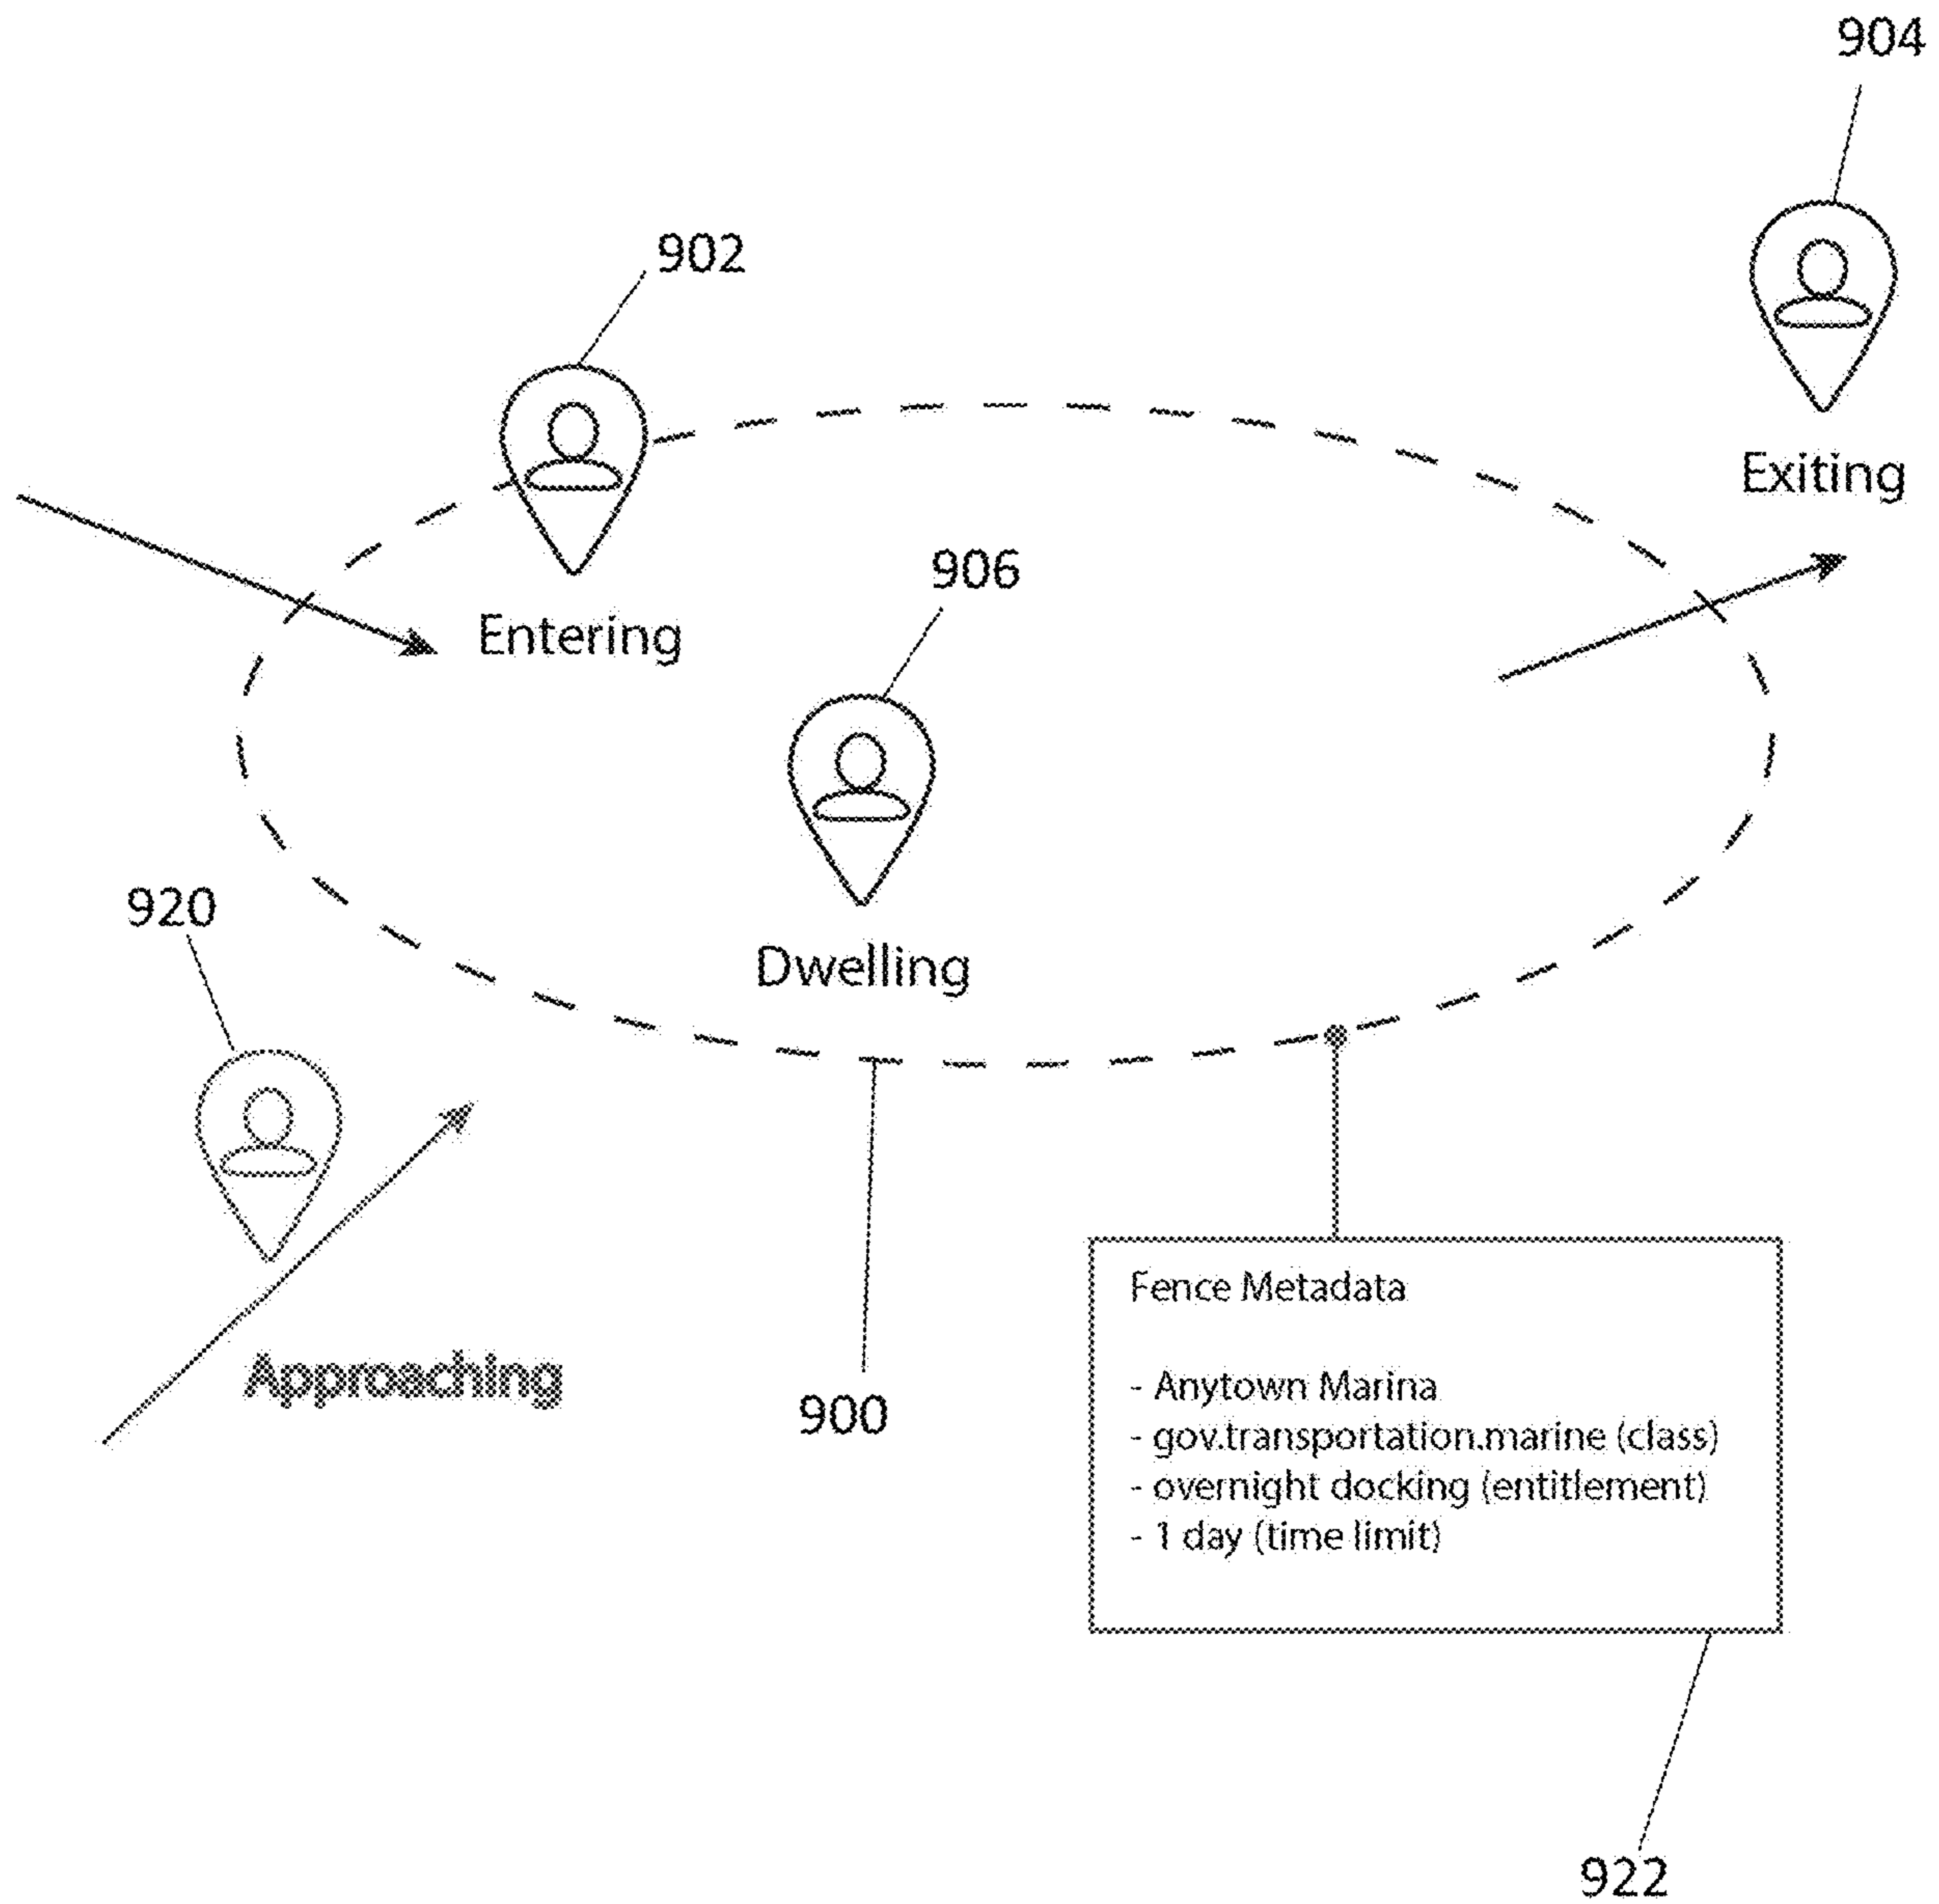 904
902
Exiting
906
Entering
920
Dwelling
Fence Metadata
Approaching
- Anytown Marina
900
- gov.transportation.marine (class)
- overnight docking (entitlement)
- 1 day (time limit)
922